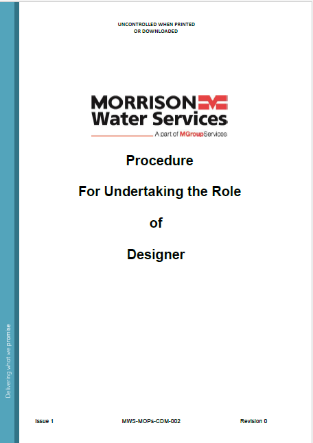 UNCONTROLLED WHEN PRINTED
OR DOWNLOADED
MORRISON
Water Services
A part of MGroupServices
Procedure
For Undertaking the Role
of
Designer
Delivering what we promise
Issue 1 MWS-MOPs-CDM-002 Revision 0